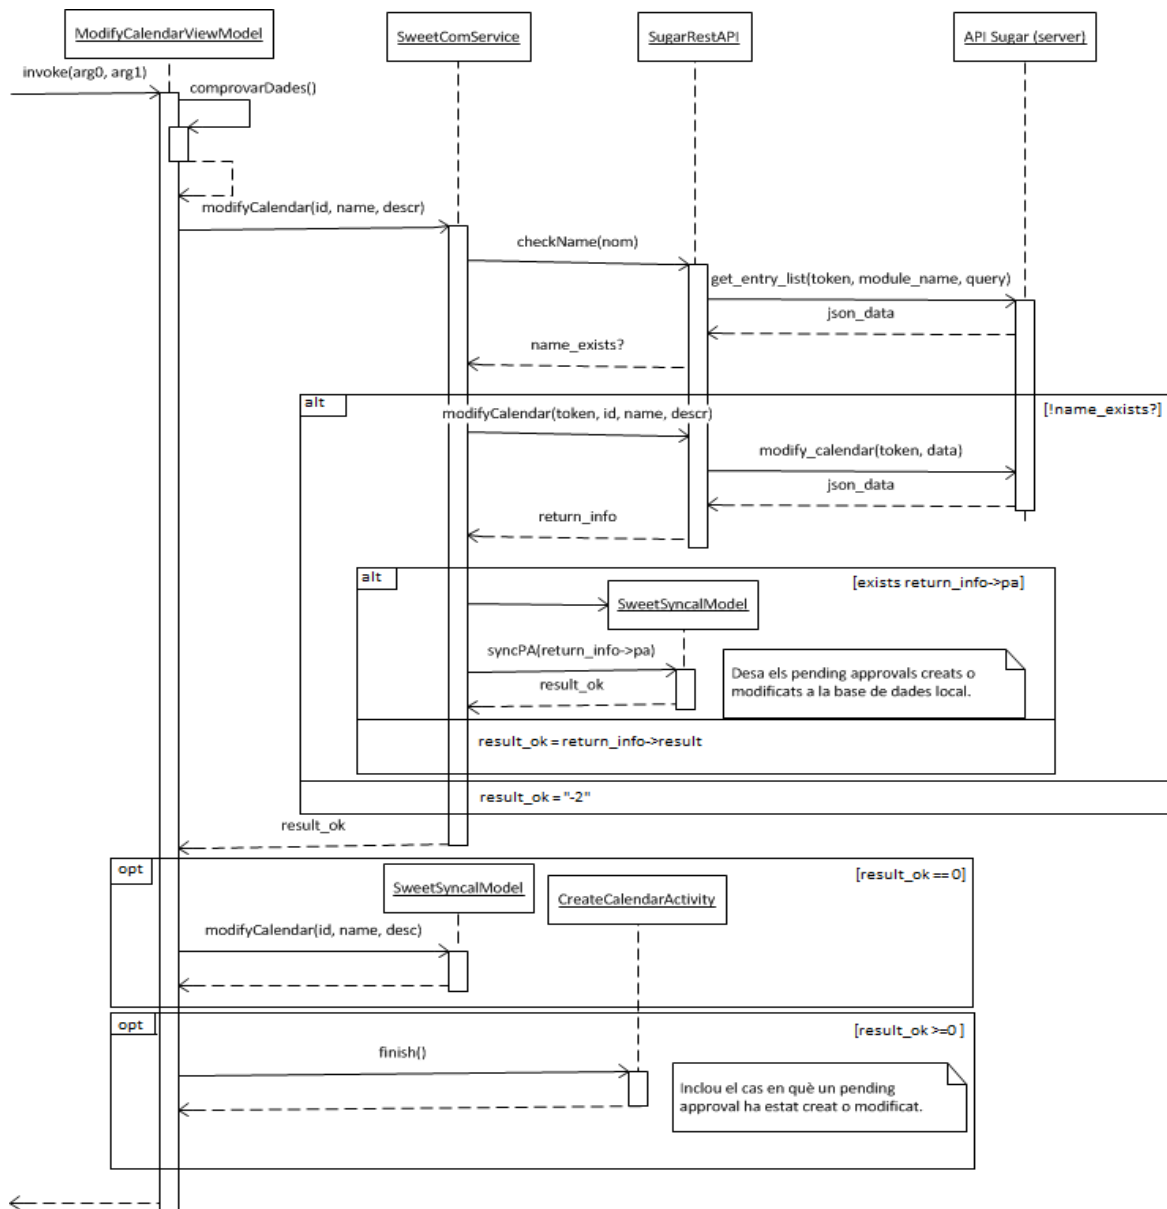 ModifyCalendarViewModel
SweetComService
SugarRestAPI
API Sugar (server)
invoke(arg0, arg1)
comprovarDades()
modifyCalendar(id, name, descr)
checkName(nom)
get_entry_list(token, module_name, query)
json_data
name_exists?
alt
[!name_exists?]
modifyCalendar(token, id, name, descr)
modify_calendar(token, data)
json_data
return_info
alt
[exists return_info->pa]
SweetSyncalModel
syncPA(return_info->pa)
Desa els pending approvals creats o
modificats a la base de dades local.
result_ok
result_ok = return_info->result
result_ok = "-2"
result_ok
opt
[result_ok == 0]
SweetSyncalModel
CreateCalendarActivity
modifyCalendar(id, name, desc)
opt
[result_ok >=0 ]
finish()
Inclou el cas en què un pending
approval ha estat creat o modificat.